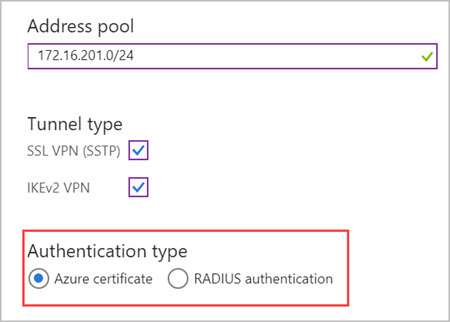 Address pool
172.16.201.0/24
Tunnel type
SSL VPN (SSTP)
IKEv2 VPN
Authentication type
Azure certificate RADIUS authentication